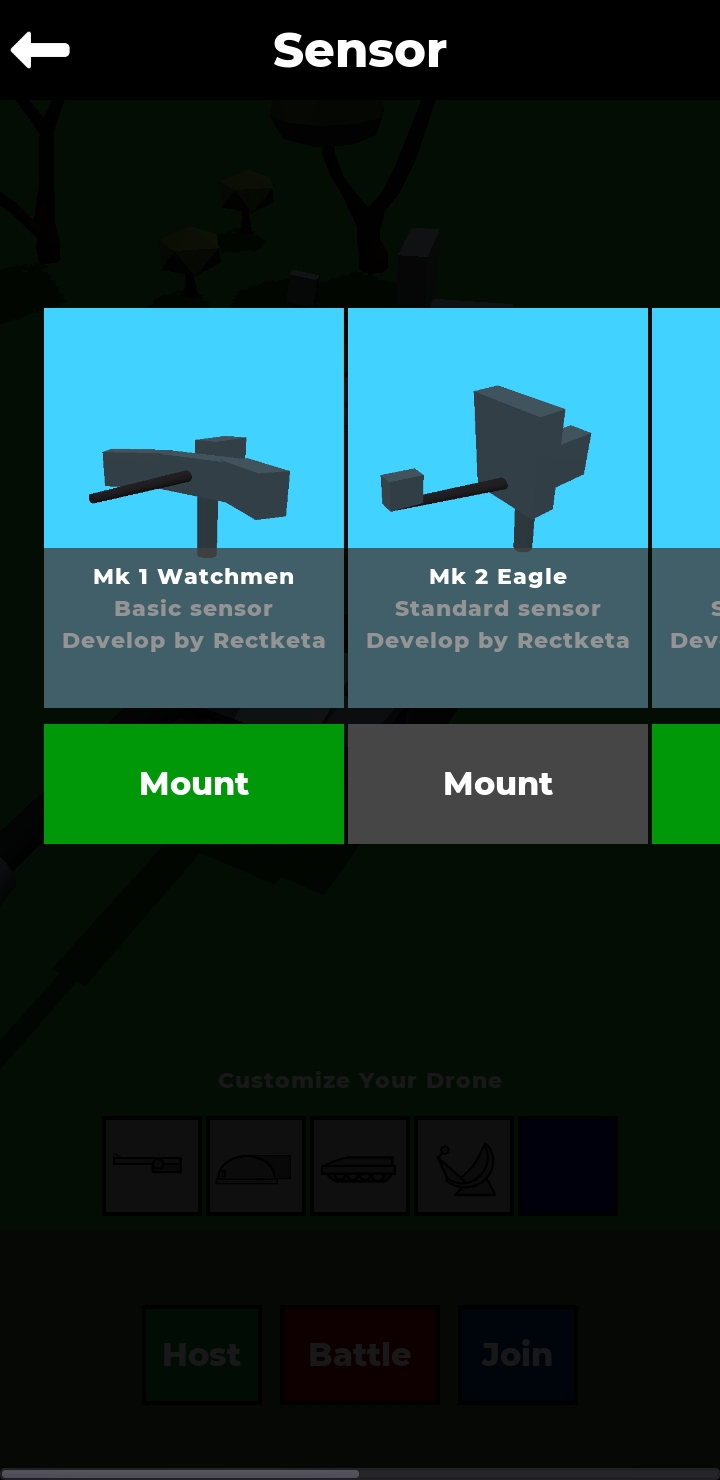 Sensor
Mk 1 Watchmen
Basic sensor
Develop by Rectketa
Mk 2 Eagle
Standard sensor
Develop by Rectketa
Mount
Mount
Customize Your Drone
Host
Battle
Join